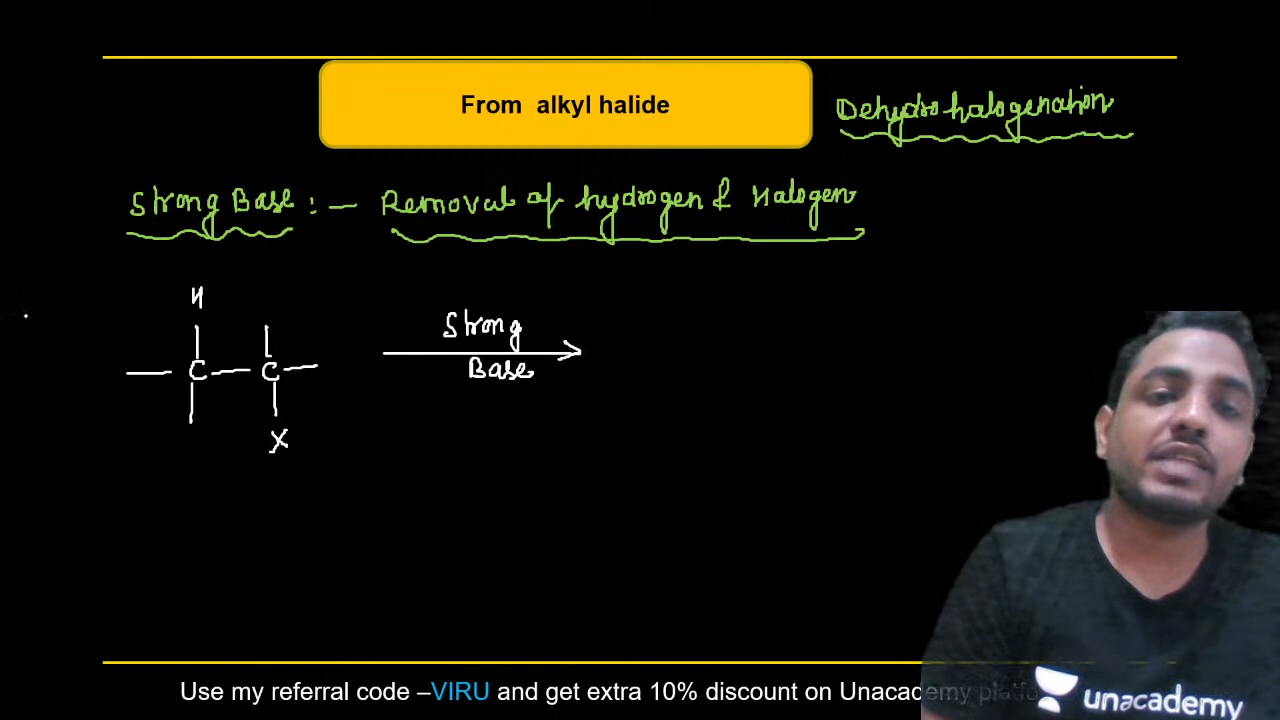 From alkyl halide
Dehydrohalogenation
Strong Base :- Removal of hydrogen & Halogen
H
Strong
C C
Base
X
Use my referral code –VIRU and get extra 10% discount on Unacademy platfo
unacademy